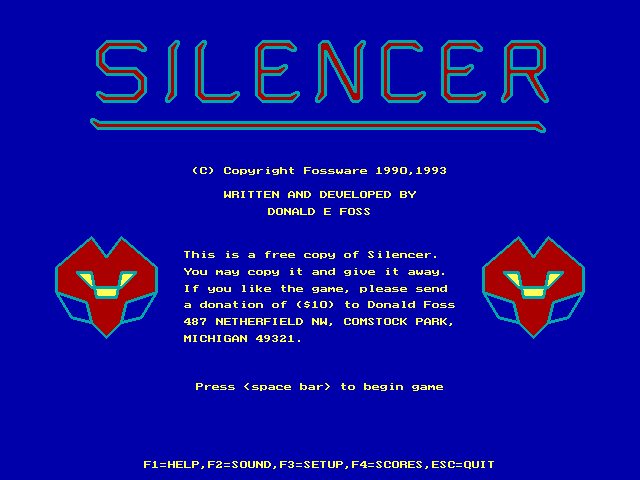 SILENCER
(C) Copyright Fossware 1990,1993
WRITTEN AND DEVELOPED BY
DONALD E FOSS
This is a free copy of Silencer.
You may copy it and give it away.
If you like the game, please send
a donation of ($10) to Donald Foss
487 NETHERFIELD NW, COMSTOCK PARK,
MICHIGAN 49321.
Press <space bar> to begin game
F1=HELP,F2=SOUND,F3=SETUP,F4=SCORES,ESC=QUIT